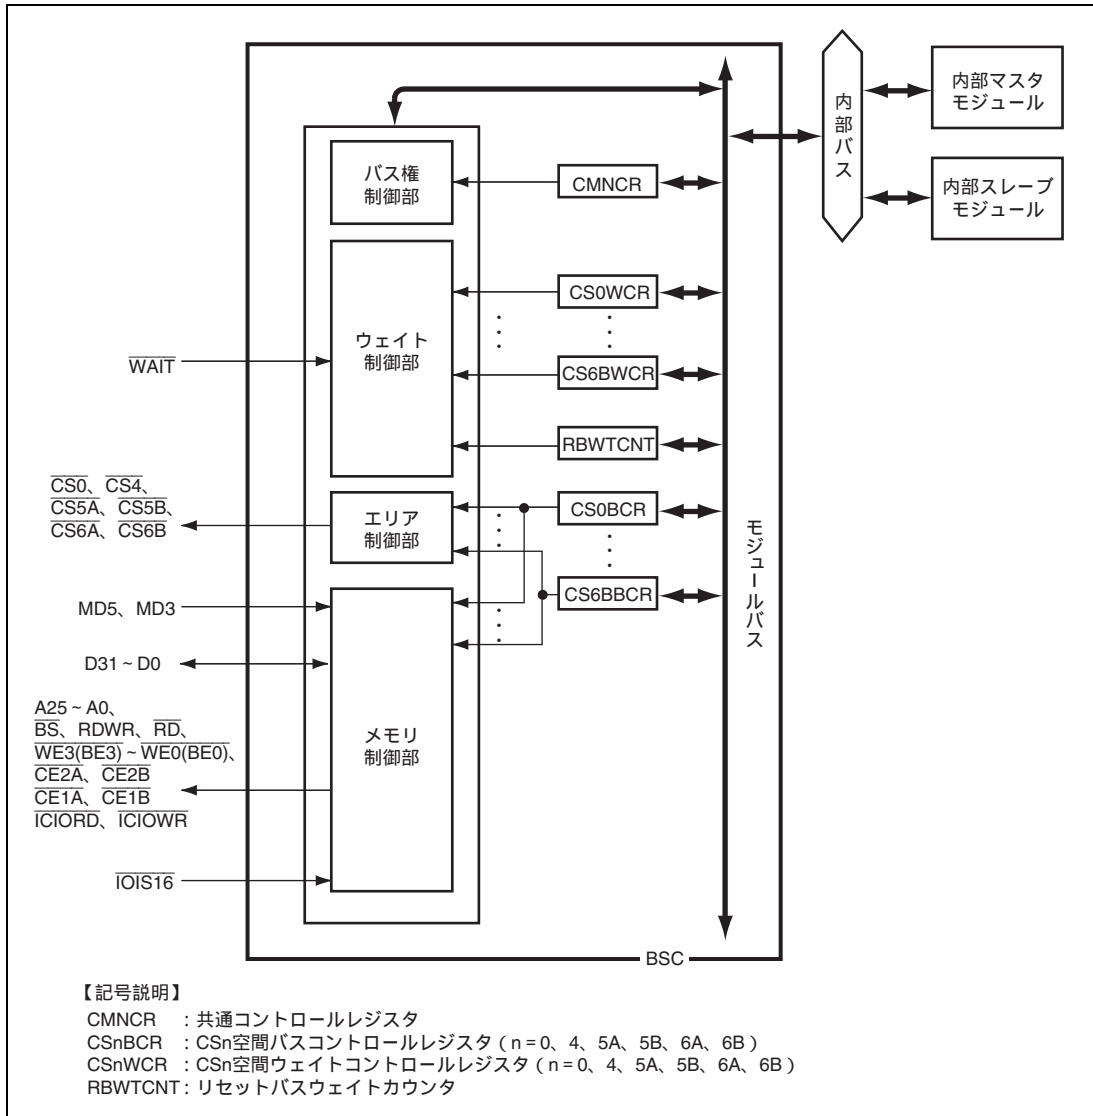 内部マスタ
モジュール
内部バス
内部スレーブ
モジュール
バス権
制御部
CMNCR
ウェイト
制御部
CS0WCR
CS6BWCR
RBWTCNT
WAIT
CS0、CS4、
CS5A、CS5B、
CS6A、CS6B
エリア
制御部
CS0BCR
CS6BBCR
モジュールバス
MD5、MD3
D31~D0
A25~A0、
BS、RDWR、RD、
WE3(BE3)~WE0(BE0)、
CE2A、CE2B
CE1A、CE1B
ICIORD、ICIOWR
メモリ
制御部
IOIS16
BSC
【記号説明】
CMNCR :共通コントロールレジスタ
CSnBCR :CSn空間バスコントロールレジスタ(n=0、4、5A、5B、6A、6B)
CSnWCR :CSn空間ウェイトコントロールレジスタ(n=0、4、5A、5B、6A、6B)
RBWTCNT:リセットバスウェイトカウンタ